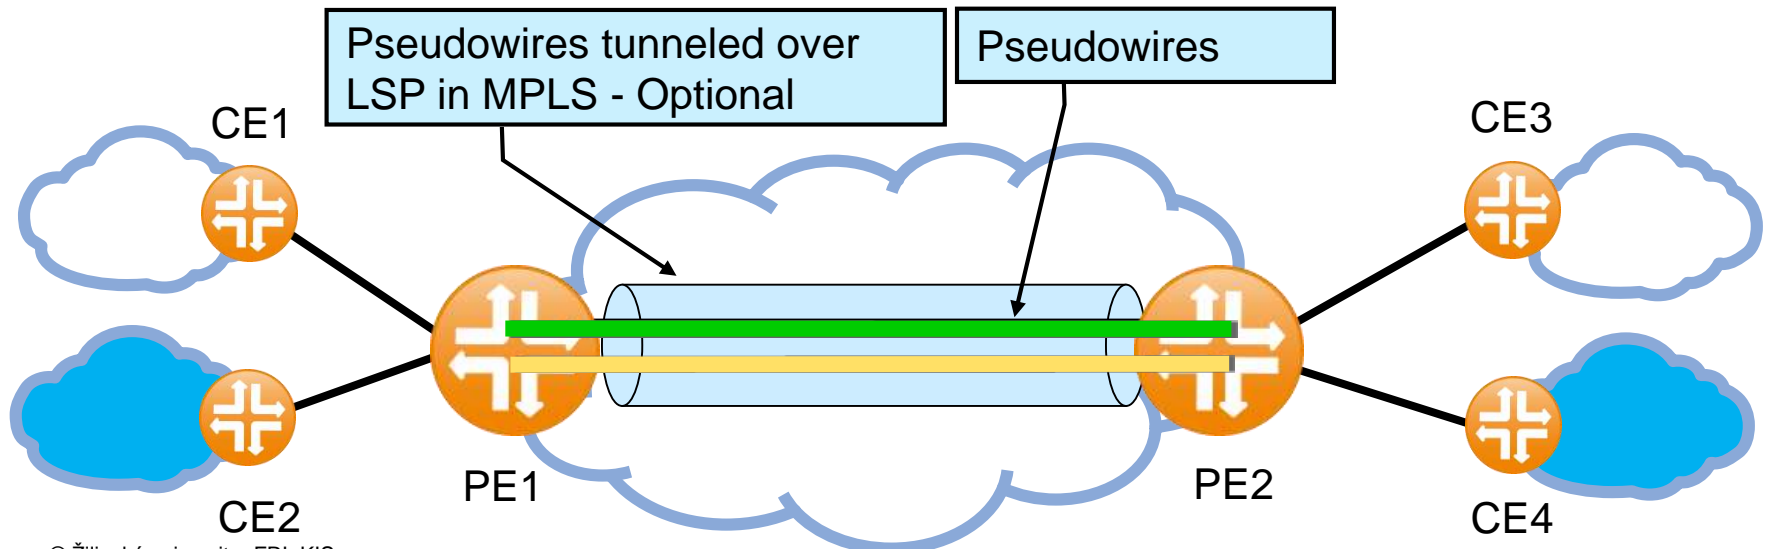 Pseudowires tunneled over
LSP in MPLS - Optional
Pseudowires
CE1
CE3
PE1
PE2
CE2
CE4